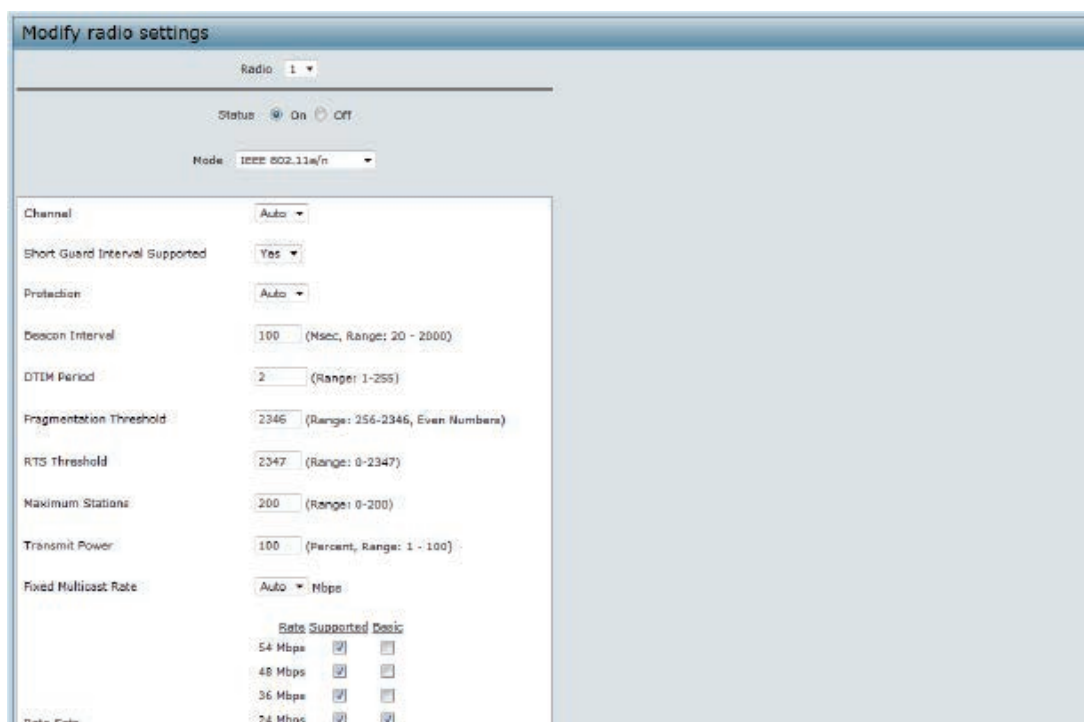 Modify radio settings
Radio 1
Status On Off
Mode IEEE 802.11a/n
Channel Auto
Short Guard Interval Supported Yes
Protection Auto
Beacon Interval 100 (Msec, Range: 20 - 2000)
DTIM Period 2 (Range: 1-255)
Fragmentation Threshold 2346 (Range: 256-2346, Even Numbers)
RTS Threshold 2347 (Range: 0-2347)
Maximum Stations 200 (Range: 0-200)
Transmit Power 100 (Percent, Range: 1 - 100)
Fixed Multicast Rate Auto Mbps
Rate Supported Basic
54 Mbps
48 Mbps
36 Mbps
24 Mbps
Rate Sets